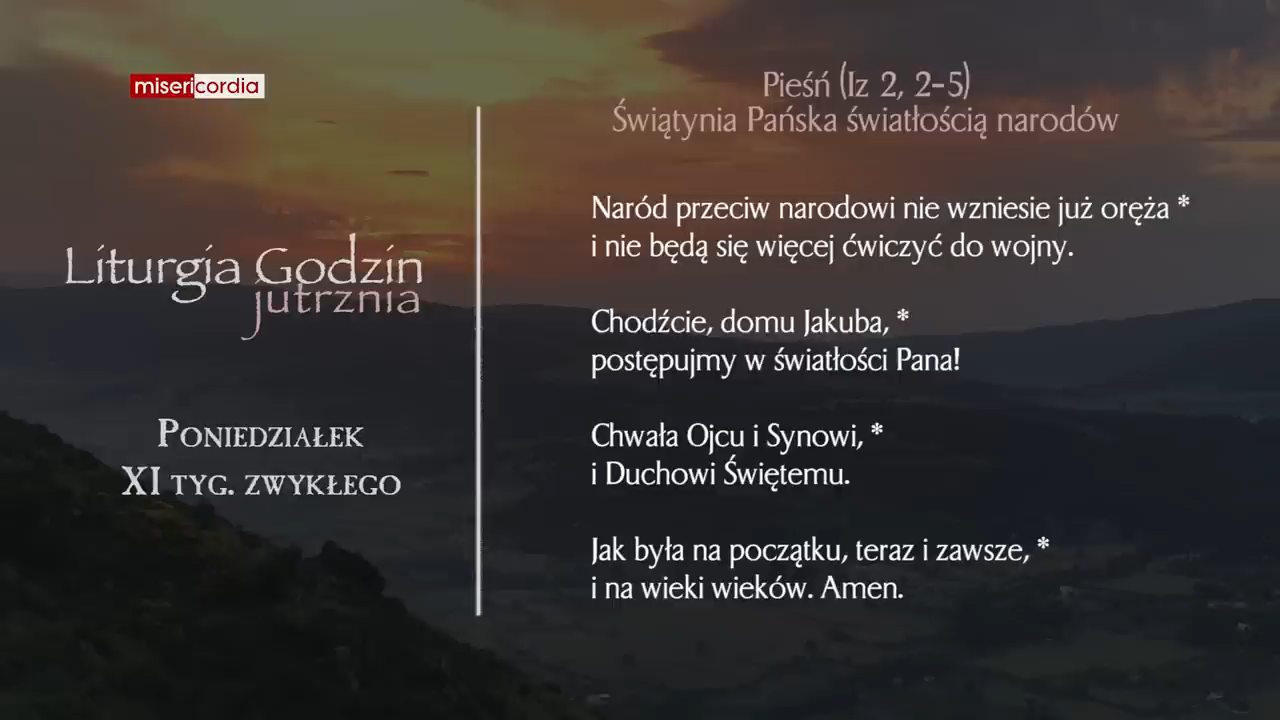 misericordia
Liturgia Godzin
jutrznia
Poniedziałek
XI tyg. zwykłego
Pieśń (Iz 2, 2-5)
Świątynia Pańska światłością narodów
Naród przeciw narodowi nie wzniesie już oręża *
i nie będą się więcej ćwiczyć do wojny.
Chodźcie, domu Jakuba, *
postępujmy w światłości Pana!
Chwała Ojcu i Synowi, *
i Duchowi Świętemu.
Jak była na początku, teraz i zawsze, *
i na wieki wieków. Amen.